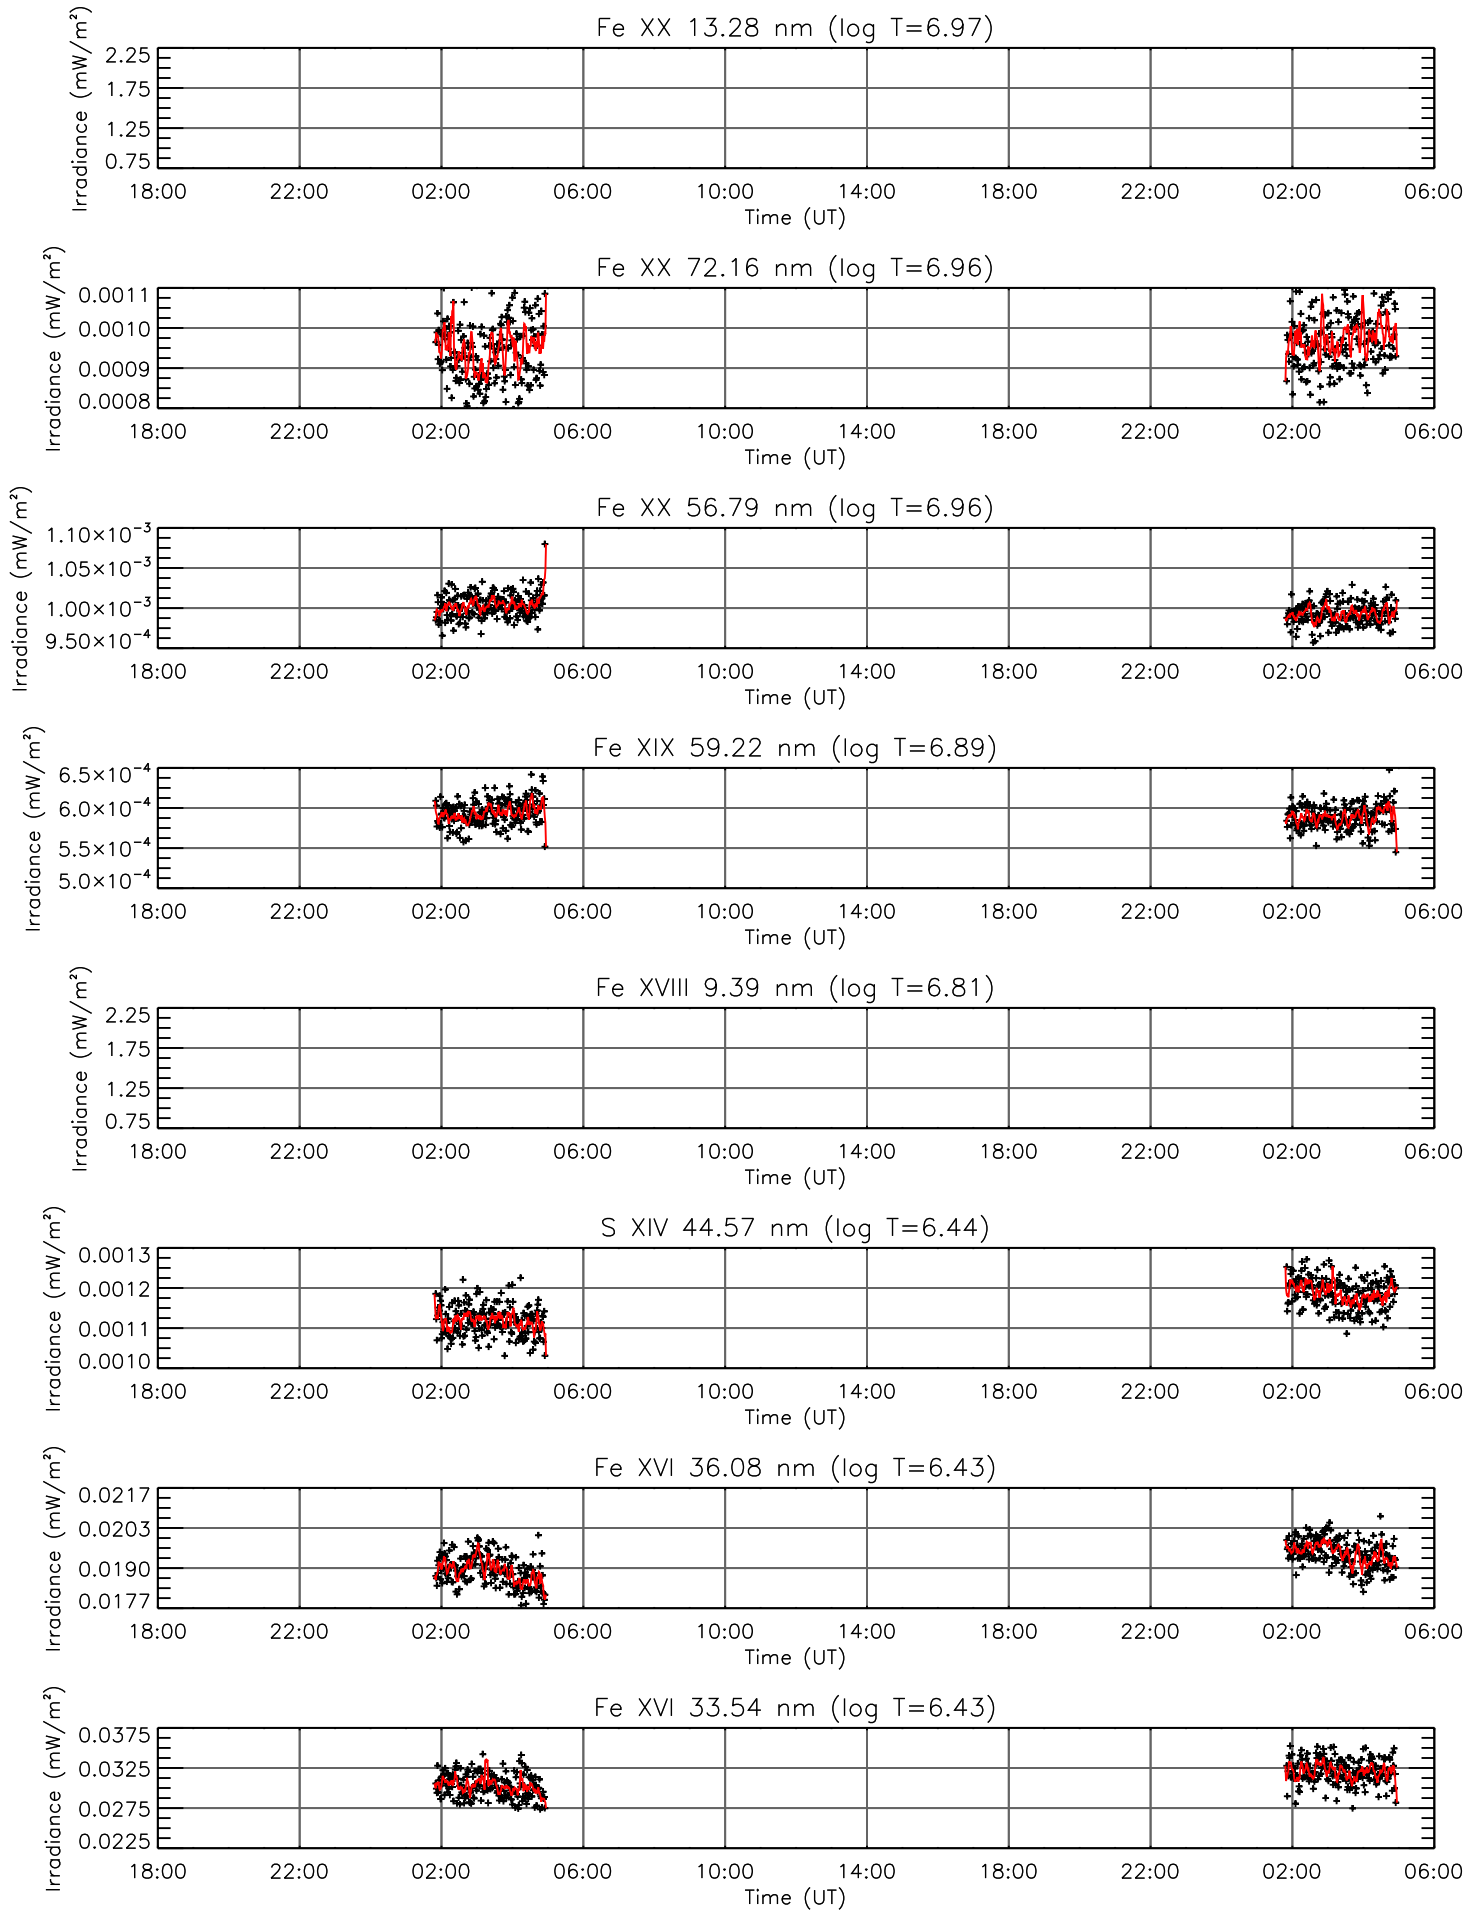 Fe XX 13.28 nm (log T=6.97)
Irradiance (mW/m²)
2.25
1.75
1.25
0.75
18:00 22:00 02:00 06:00 10:00 14:00 18:00 22:00 02:00 06:00
Time (UT)
Fe XX 72.16 nm (log T=6.96)
Irradiance (mW/m²)
0.0011
0.0010
0.0009
0.0008
18:00 22:00 02:00 06:00 10:00 14:00 18:00 22:00 02:00 06:00
Time (UT)
Fe XX 56.79 nm (log T=6.96)
Irradiance (mW/m²)
1.10×10⁻³
1.05×10⁻³
1.00×10⁻³
9.50×10⁻⁴
18:00 22:00 02:00 06:00 10:00 14:00 18:00 22:00 02:00 06:00
Time (UT)
Fe XIX 59.22 nm (log T=6.89)
Irradiance (mW/m²)
6.5×10⁻⁴
6.0×10⁻⁴
5.5×10⁻⁴
5.0×10⁻⁴
18:00 22:00 02:00 06:00 10:00 14:00 18:00 22:00 02:00 06:00
Time (UT)
Fe XVIII 9.39 nm (log T=6.81)
Irradiance (mW/m²)
2.25
1.75
1.25
0.75
18:00 22:00 02:00 06:00 10:00 14:00 18:00 22:00 02:00 06:00
Time (UT)
S XIV 44.57 nm (log T=6.44)
Irradiance (mW/m²)
0.0013
0.0012
0.0011
0.0010
18:00 22:00 02:00 06:00 10:00 14:00 18:00 22:00 02:00 06:00
Time (UT)
Fe XVI 36.08 nm (log T=6.43)
Irradiance (mW/m²)
0.0217
0.0203
0.0190
0.0177
18:00 22:00 02:00 06:00 10:00 14:00 18:00 22:00 02:00 06:00
Time (UT)
Fe XVI 33.54 nm (log T=6.43)
Irradiance (mW/m²)
0.0375
0.0325
0.0275
0.0225
18:00 22:00 02:00 06:00 10:00 14:00 18:00 22:00 02:00 06:00
Time (UT)